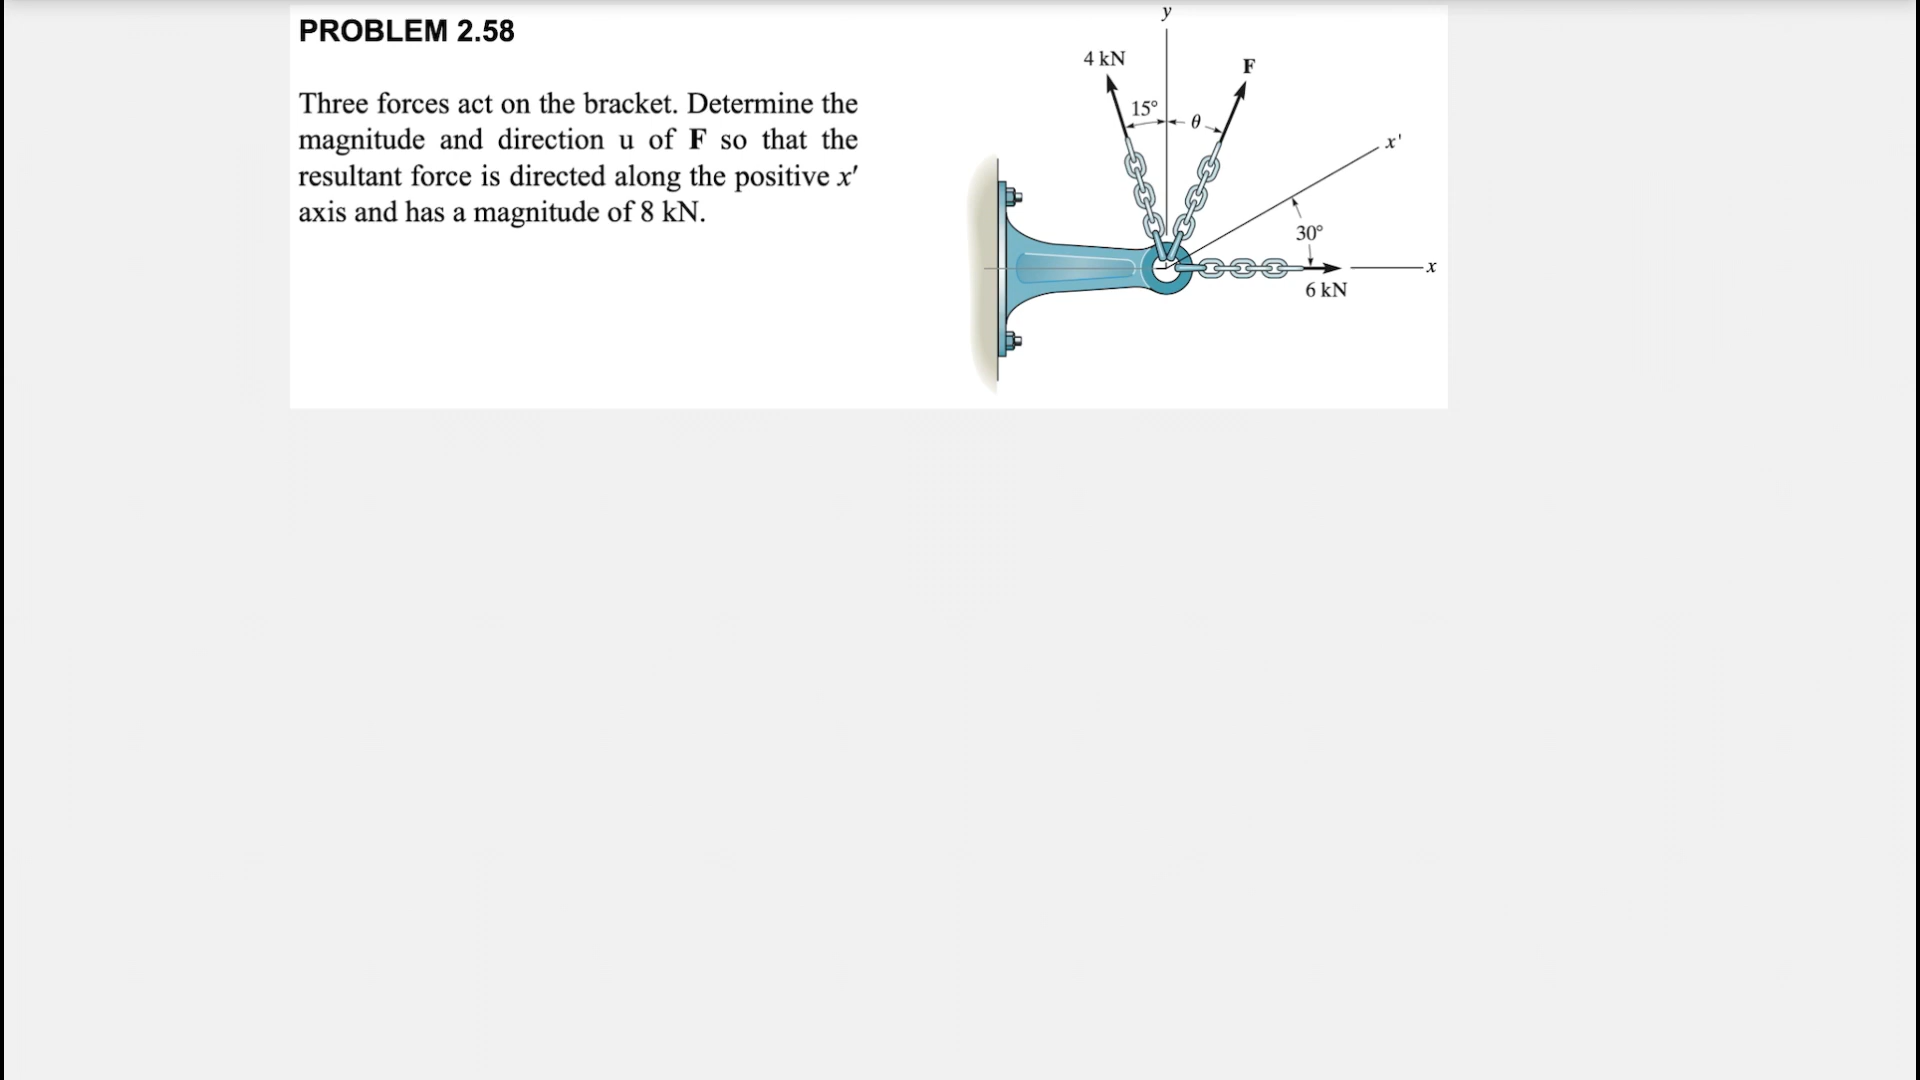 PROBLEM 2.58
Three forces act on the bracket. Determine the
magnitude and direction u of F so that the
resultant force is directed along the positive x′
axis and has a magnitude of 8 kN.
y
4 kN
F
15°
θ
x'
30°
x
6 kN